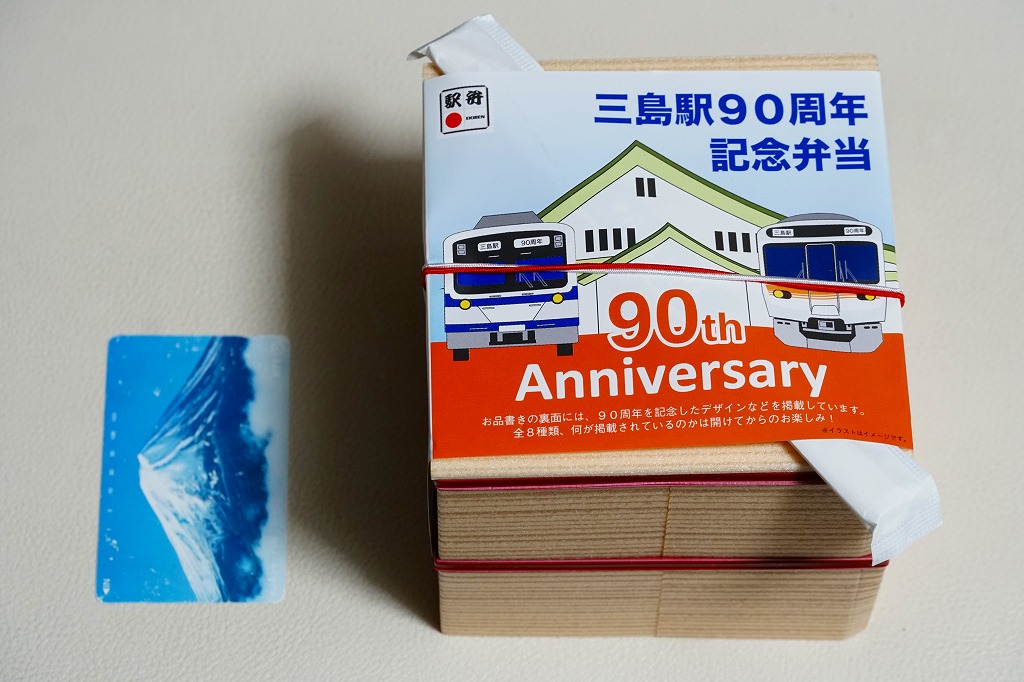 駅弁
EKIBEN
三島駅90周年
記念弁当
三島駅
90周年
三島駅
90周年
90th
Anniversary
お品書きの裏面には、90周年を記念したデザインなどを掲載しています。
全8種類、何が掲載されているのかは開けてからのお楽しみ！
※イラストはイメージです。